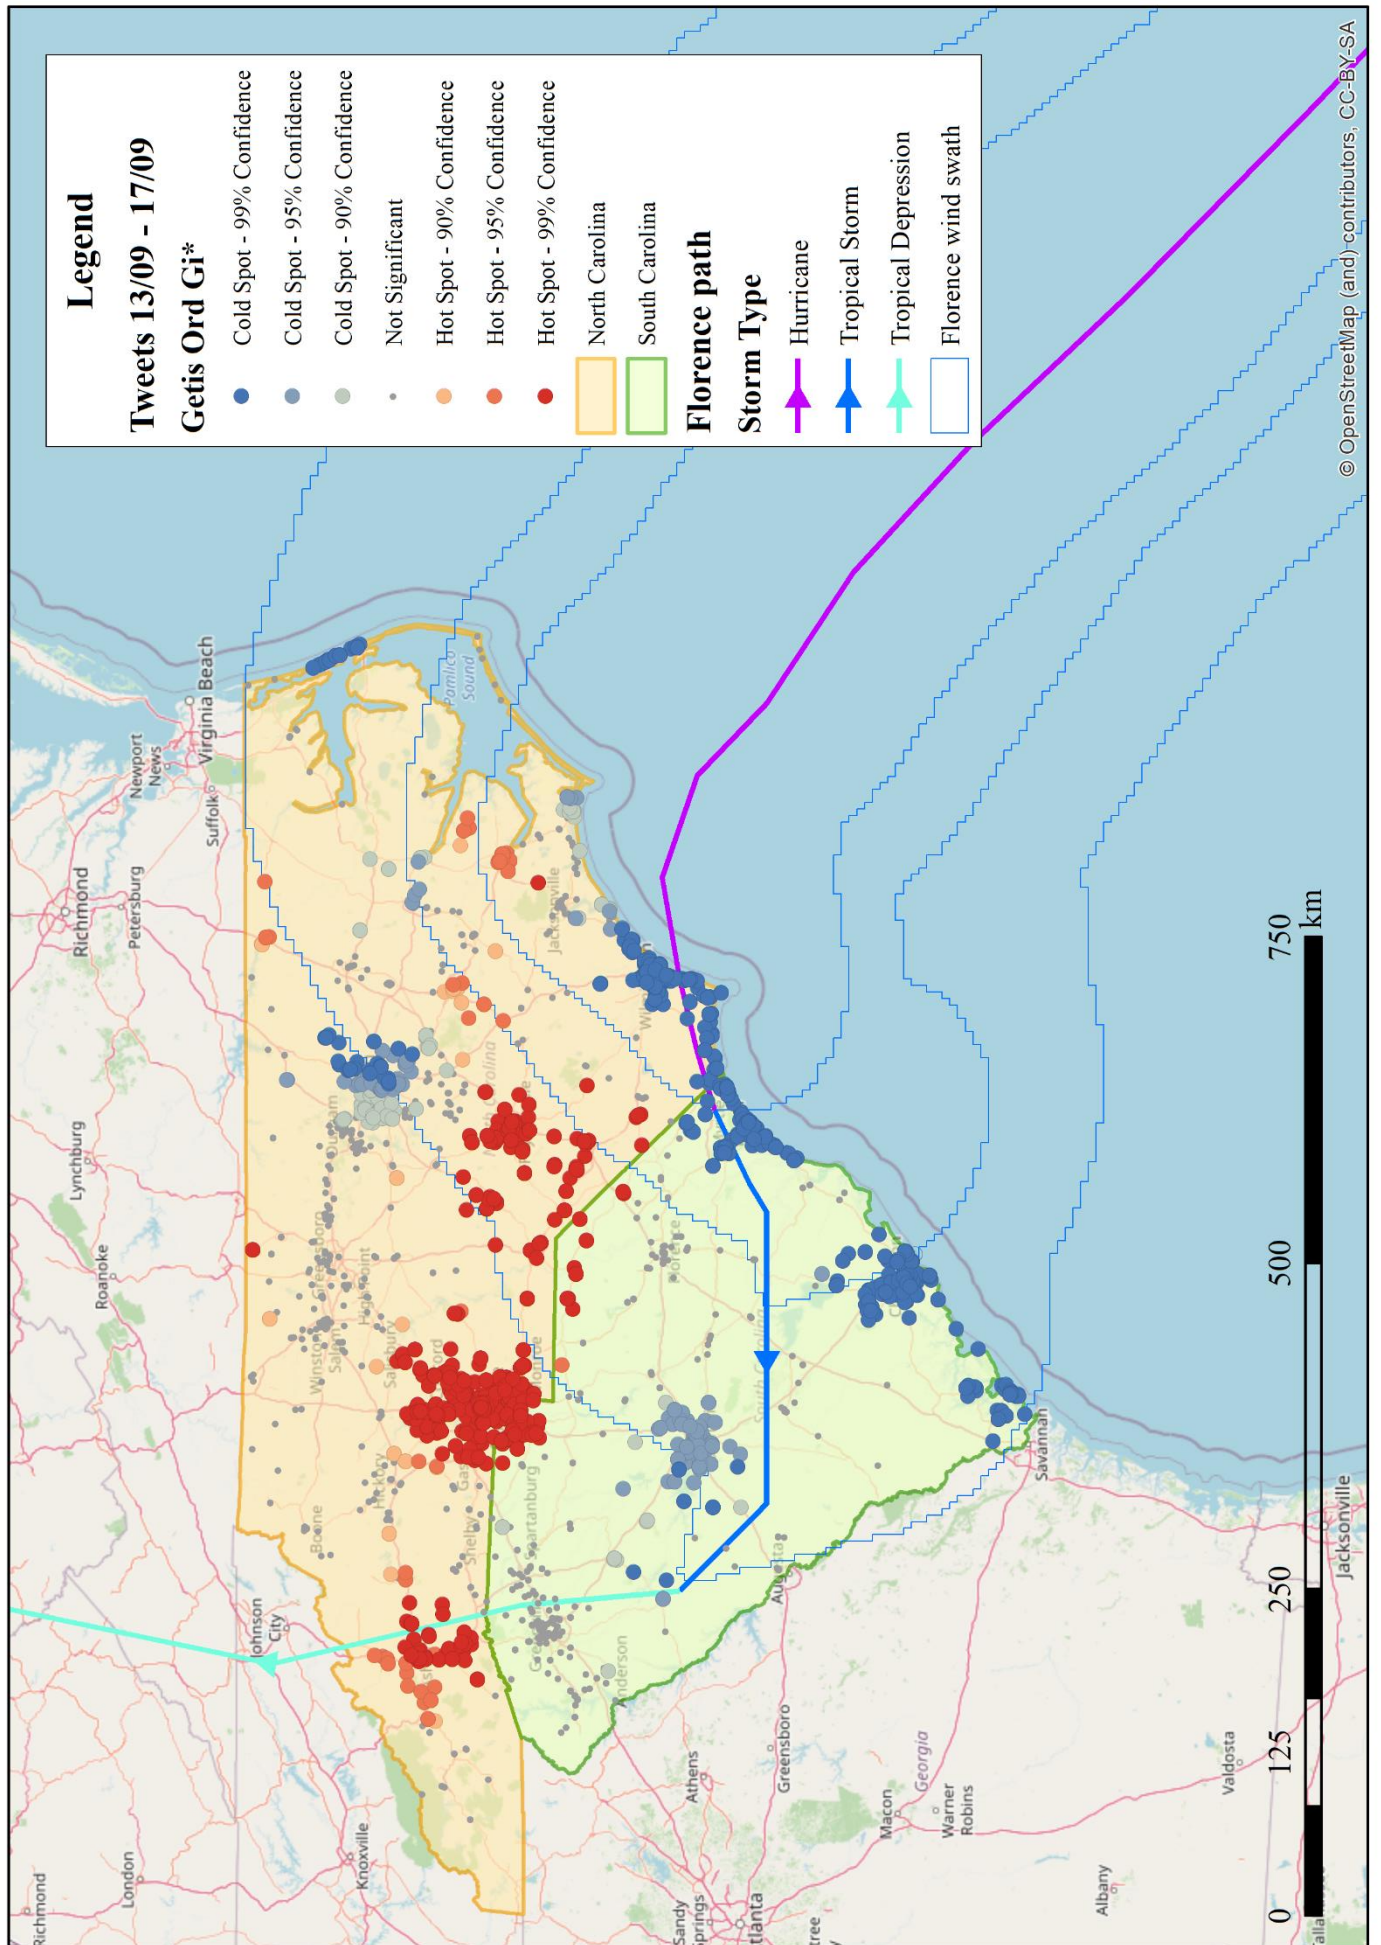 Legend
Tweets 13/09 - 17/09
Getis Ord Gi*
Cold Spot - 99% Confidence
Cold Spot - 95% Confidence
Cold Spot - 90% Confidence
Not Significant
Hot Spot - 90% Confidence
Hot Spot - 95% Confidence
Hot Spot - 99% Confidence
North Carolina
South Carolina
Florence path
Storm Type
Hurricane
Tropical Storm
Tropical Depression
Florence wind swath
© OpenStreetMap (and) contributors, CC-BY-SA
0 125 250 500 750
km
Richmond
London
Knoxville
Johnson
City
Roanoke
Lynchburg
Richmond
Petersburg
Newport
News
Virginia Beach
Suffolk
Pamlico
Sound
Boone
Hickory
Winston
Salem
Greensboro
High Point
Salisbury
Durham
Shelby
Spartanburg
Anderson
Jacksonville
Florence
South Carolina
Augusta
Savannah
Athens
Greensboro
Sandy
Springs
Macon
Georgia
Warner
Robins
Albany
Valdosta
Jacksonville